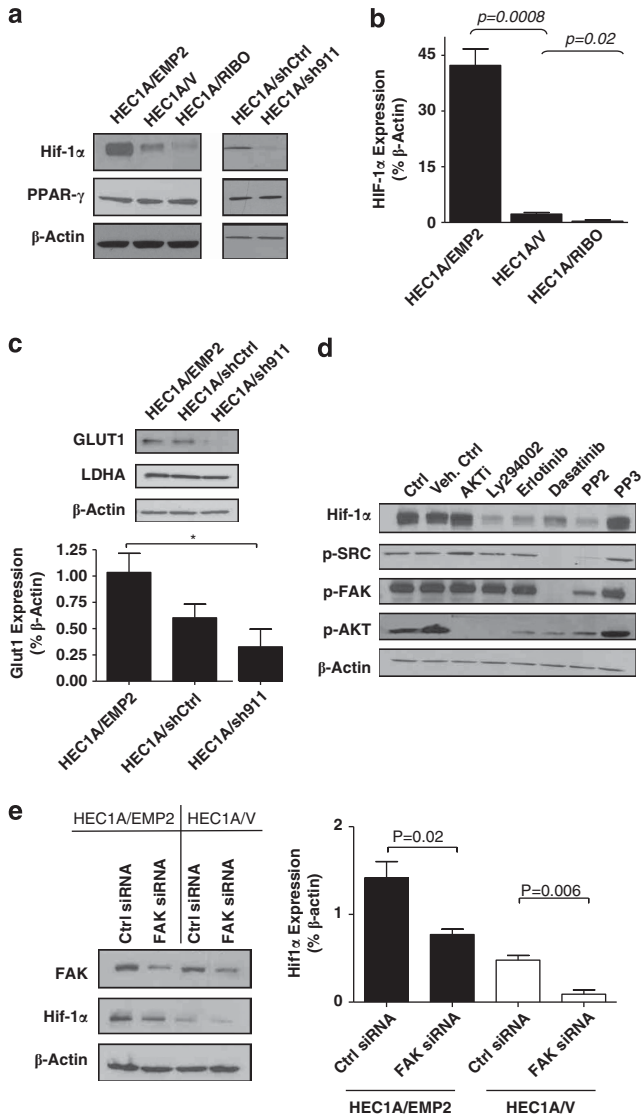 a
HEC1A/EMP2
HEC1A/V
HEC1A/RIBO
HEC1A/shCtrl
HEC1A/sh911
Hif-1α
PPAR-γ
β-Actin
b
p=0.0008
p=0.02
HIF-1α Expression
(% β-Actin)
45
30
15
0
HEC1A/EMP2
HEC1A/V
HEC1A/RIBO
c
HEC1A/EMP2
HEC1A/shCtrl
HEC1A/sh911
GLUT1
LDHA
β-Actin
Glut1 Expression
(% β-Actin)
1.25
1.00
0.75
0.50
0.25
0.00
*
HEC1A/EMP2
HEC1A/shCtrl
HEC1A/sh911
d
Ctrl
Veh. Ctrl
AKTi
Ly294002
Erlotinib
Dasatinib
PP2
PP3
Hif-1α
p-SRC
p-FAK
p-AKT
β-Actin
e
HEC1A/EMP2 HEC1A/V
Ctrl siRNA
FAK siRNA
Ctrl siRNA
FAK siRNA
FAK
Hif-1α
β-Actin
Hif1α Expression
(% β-actin)
2
1
0
P=0.02
P=0.006
Ctrl siRNA
FAK siRNA
Ctrl siRNA
FAK siRNA
HEC1A/EMP2
HEC1A/V